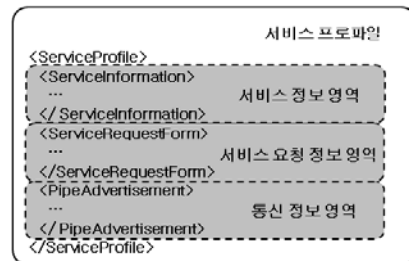 서비스 프로파일
<ServiceProfile>
<ServiceInformation>
...
서비스 정보 영역
</ServiceInformation>
<ServiceRequestForm>
...
서비스 요청 정보 영역
</ServiceRequestForm>
<PipeAdvertisement>
...
통신 정보 영역
</PipeAdvertisement>
</ServiceProfile>